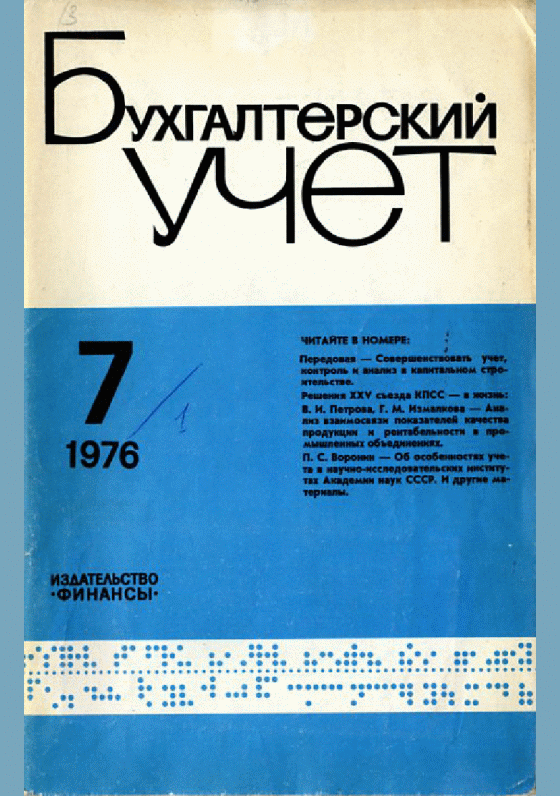 13
Бухгалтерский
учет
7
/1
1976
ЧИТАЙТЕ В НОМЕРЕ:
Передовая — Совершенствовать учет,
контроль и анализ в капитальном стро-
ительстве.
Решения XXV съезда КПСС — в жизнь:
В. И. Петрова, Г. М. Измалкова — Ана-
лиз взаимосвязи показателей качества
продукции и рентабельности в про-
мышленных объединениях.
П. С. Воронин — Об особенностях уче-
та в научно-исследовательских институ-
тах Академии наук СССР. И другие ма-
териалы.
ИЗДАТЕЛЬСТВО
·ФИНАНСЫ·